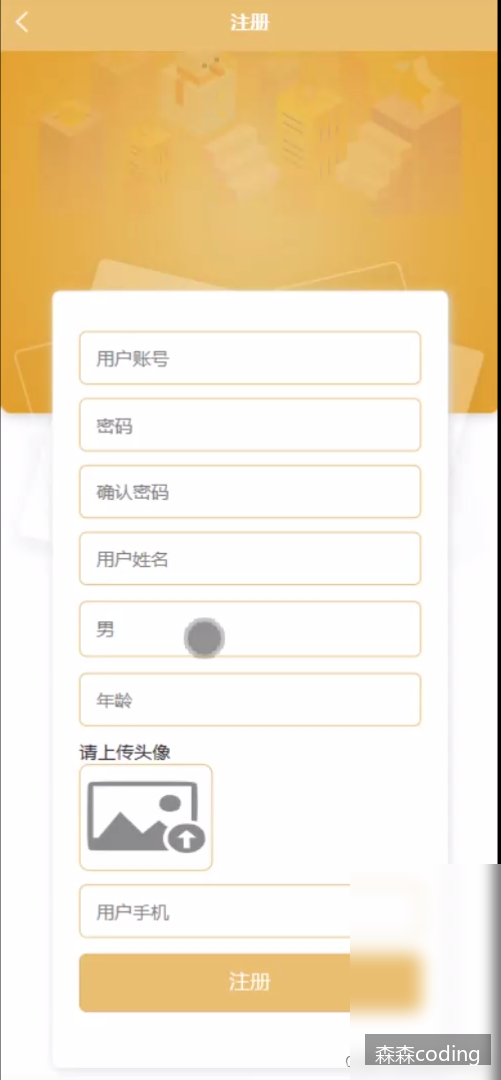 注册
用户账号
密码
确认密码
用户姓名
男
年龄
请上传头像
用户手机
注册
森森coding